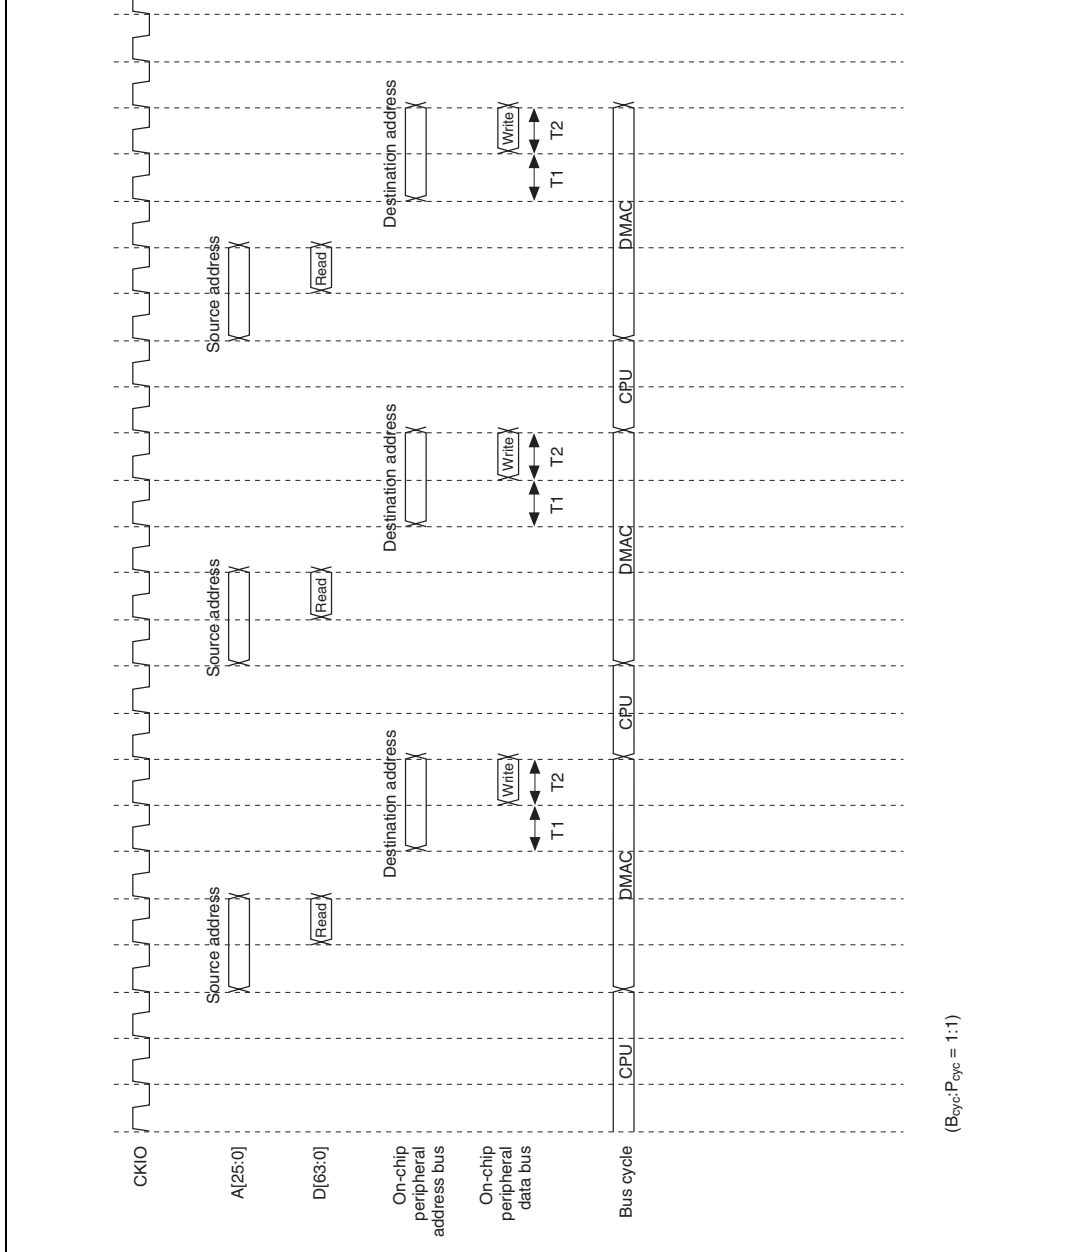 CKIO
A[25:0]
Source address
Source address
Source address
D[63:0]
Read
Read
Read
On-chip
peripheral
address bus
Destination address
Destination address
Destination address
On-chip
peripheral
data bus
Write
Write
Write
T1
T2
T1
T2
T1
T2
Bus cycle
CPU
DMAC
CPU
DMAC
CPU
DMAC
(Bcyc:Pcyc = 1:1)